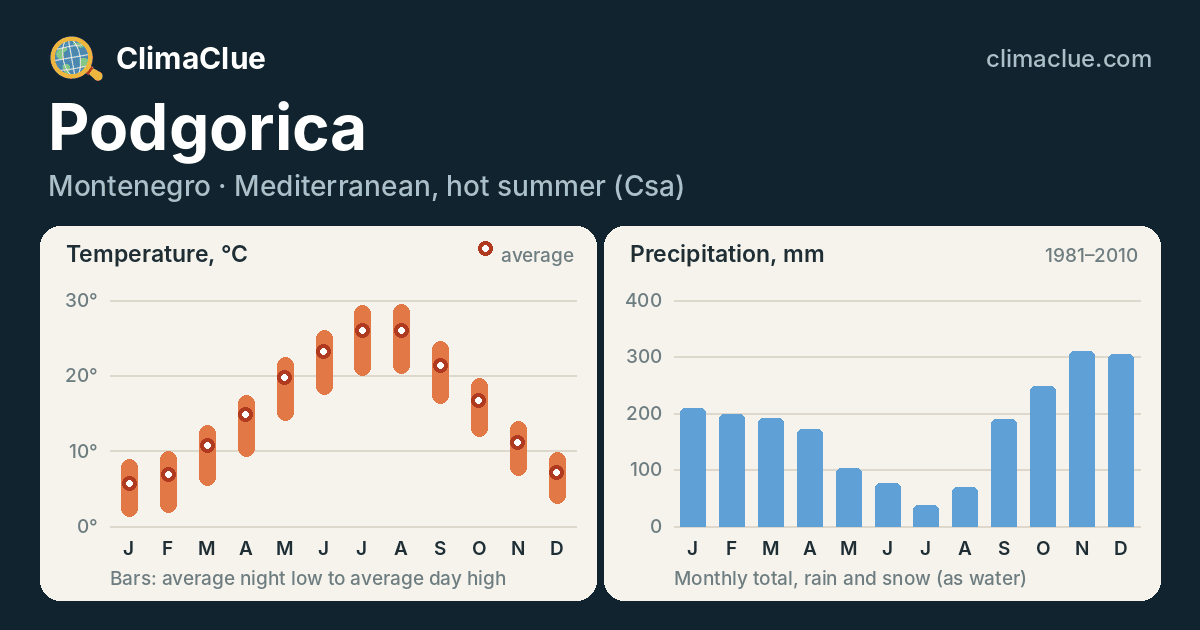 ClimaClue
climaclue.com
Podgorica
Montenegro · Mediterranean, hot summer (Csa)
Temperature, °C
average
30°
20°
10°
0°
J F M A M J J A S O N D
Bars: average night low to average day high
Precipitation, mm
1981–2010
400
300
200
100
0
J F M A M J J A S O N D
Monthly total, rain and snow (as water)